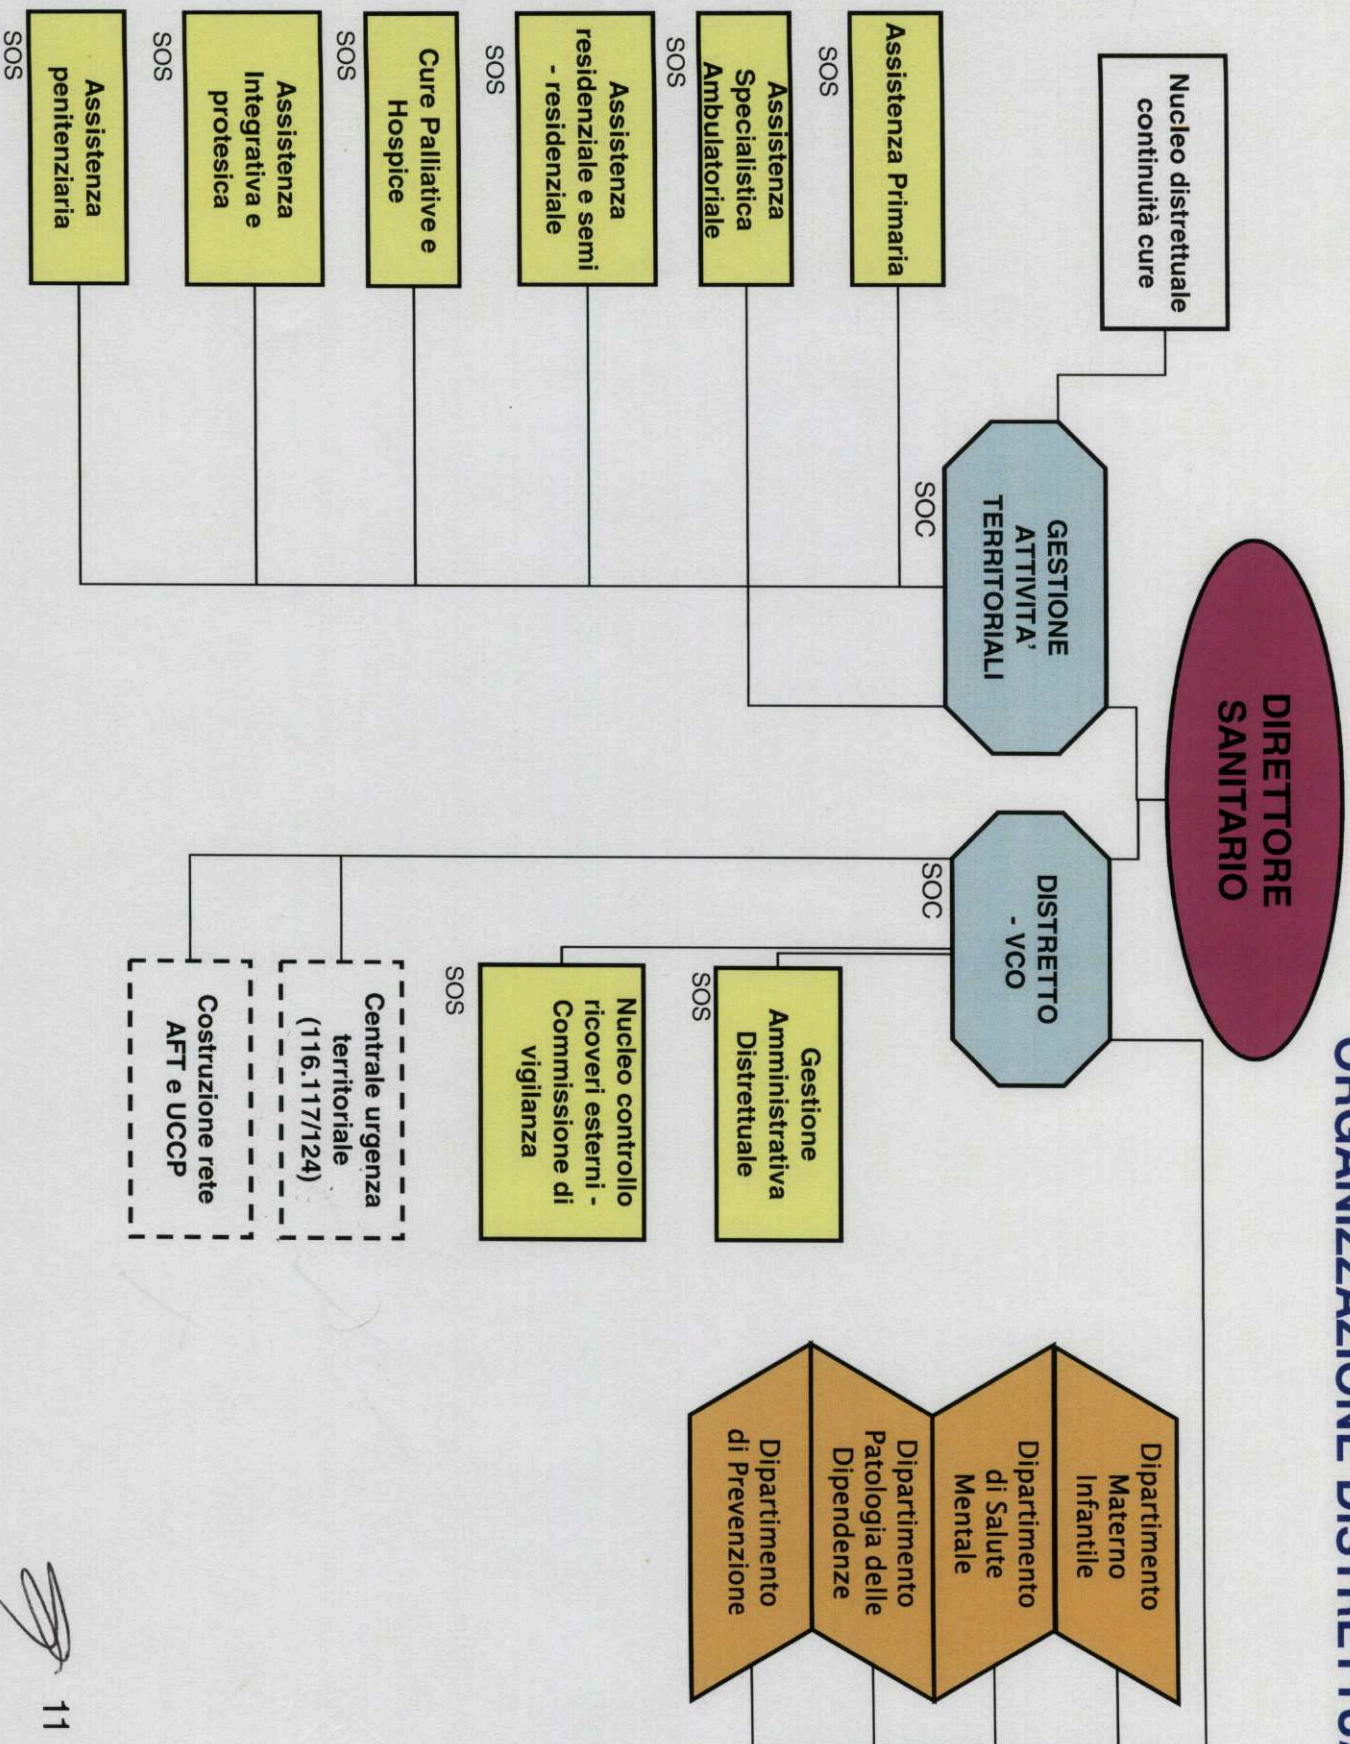 ORGANIZZAZIONE
DIRETTORE
SANITARIO
Nucleo distrettuale
continuità cure
GESTIONE
ATTIVITA'
TERRITORIALI
SOC
DISTRETTO
- VCO
SOC
Assistenza Primaria
SOS
Assistenza
Specialistica
Ambulatoriale
SOS
Assistenza
residenziale e semi
- residenziale
SOS
Cure Palliative e
Hospice
SOS
Assistenza
Integrativa e
protesica
SOS
Assistenza
penitenziaria
SOS
Gestione
Amministrativa
Distrettuale
SOS
Nucleo controllo
ricoveri esterni -
Commissione di
vigilanza
SOS
Centrale urgenza
territoriale
(116.117/124)
Costruzione rete
AFT e UCCP
Dipartimento
Materno
Infantile
Dipartimento
di Salute
Mentale
Dipartimento
Patologia delle
Dipendenze
Dipartimento
di Prevenzione
11